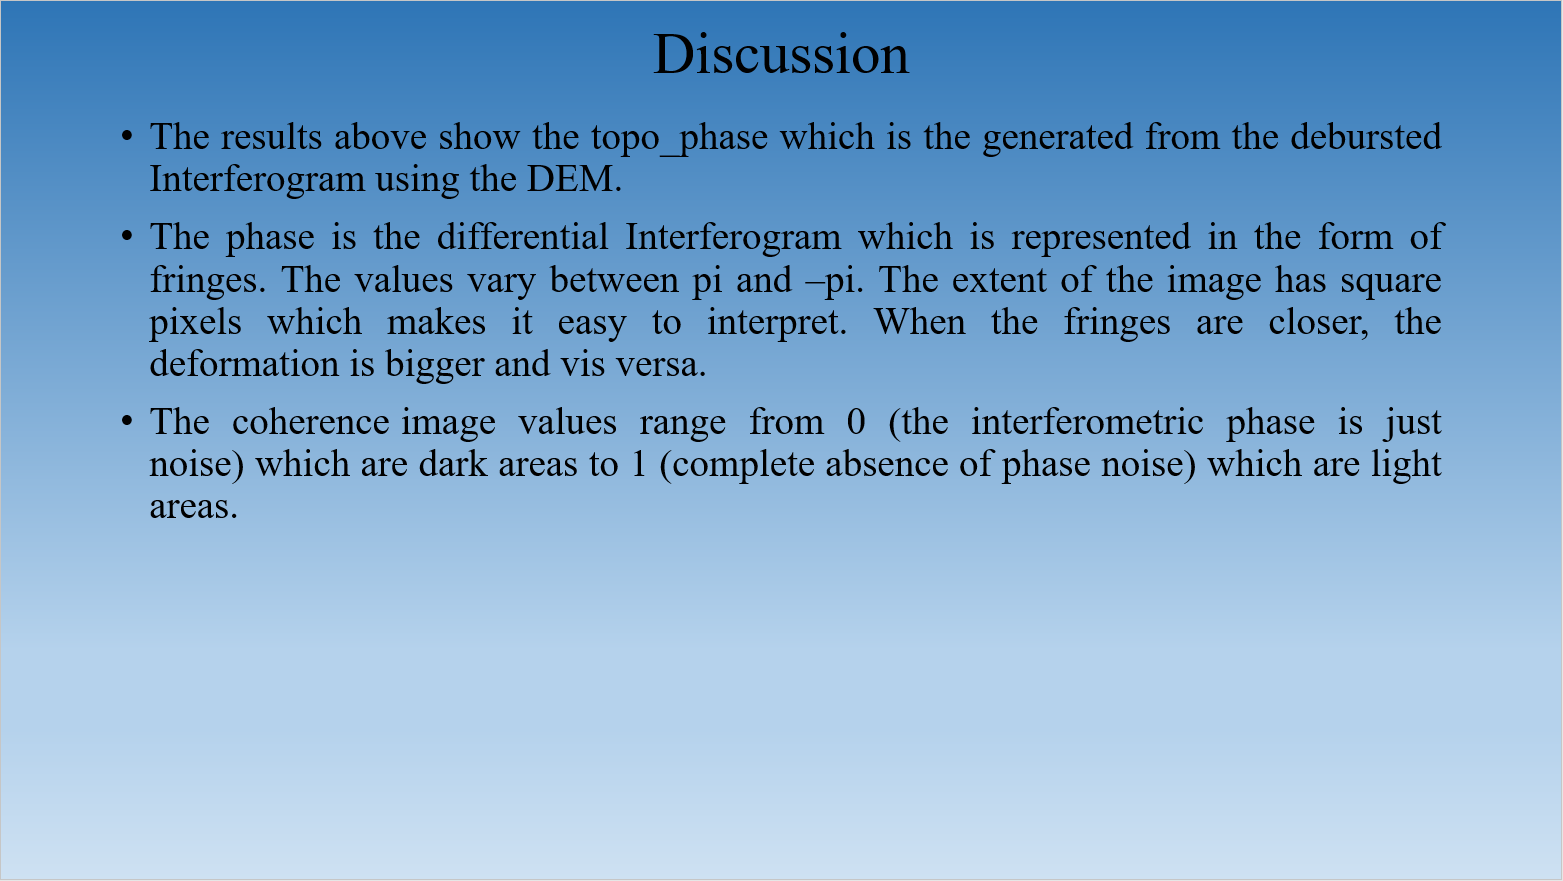 Discussion
• The results above show the topo_phase which is the generated from the debursted
Interferogram using the DEM.
• The phase is the differential Interferogram which is represented in the form of
fringes. The values vary between pi and –pi. The extent of the image has square
pixels which makes it easy to interpret. When the fringes are closer, the
deformation is bigger and vis versa.
• The coherence image values range from 0 (the interferometric phase is just
noise) which are dark areas to 1 (complete absence of phase noise) which are light
areas.